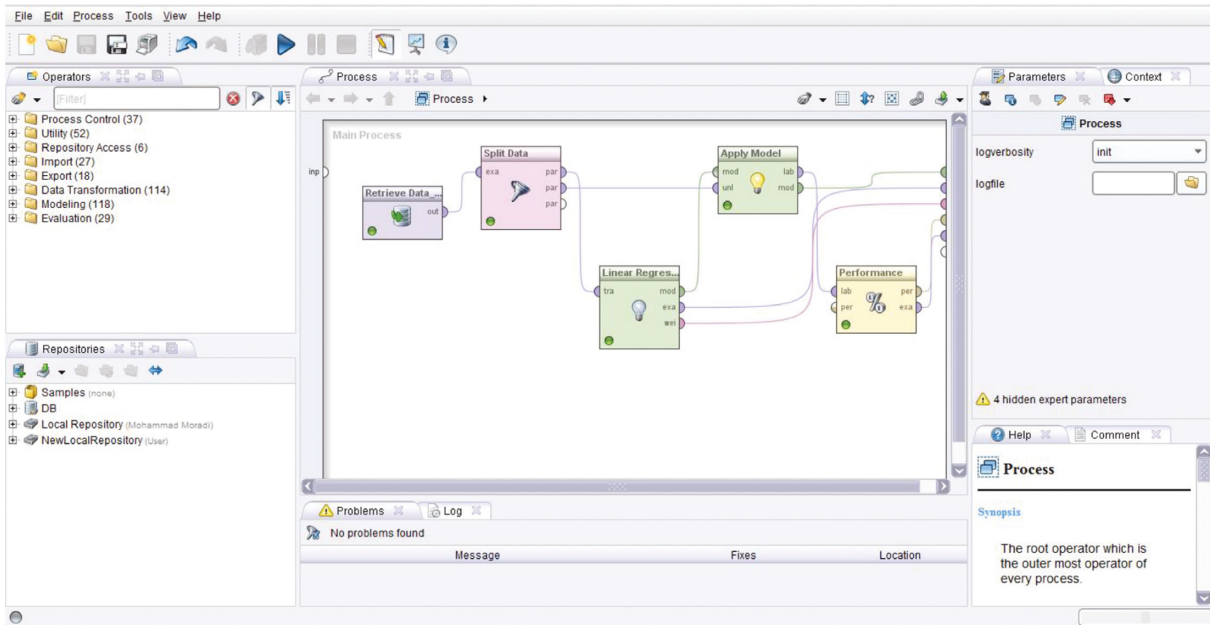 File Edit Process Tools View Help
Operators
[Filter]
Process Control (37)
Utility (52)
Repository Access (6)
Import (27)
Export (18)
Data Transformation (114)
Modeling (118)
Evaluation (29)
Repositories
Samples (none)
DB
Local Repository (Mohammad Moradi)
NewLocalRepository (User)
Process
Process
Main Process
inp
Retrieve Data_...
out
Split Data
exa par
par
par
Linear Regres...
tra mod
exa
wei
Apply Model
mod lab
unl mod
Performance
lab per
per exa
%
Problems
Log
No problems found
Message Fixes Location
Parameters
Context
Process
logverbosity init
logfile
4 hidden expert parameters
Help
Comment
Process
Synopsis
The root operator which is
the outer most operator of
every process.